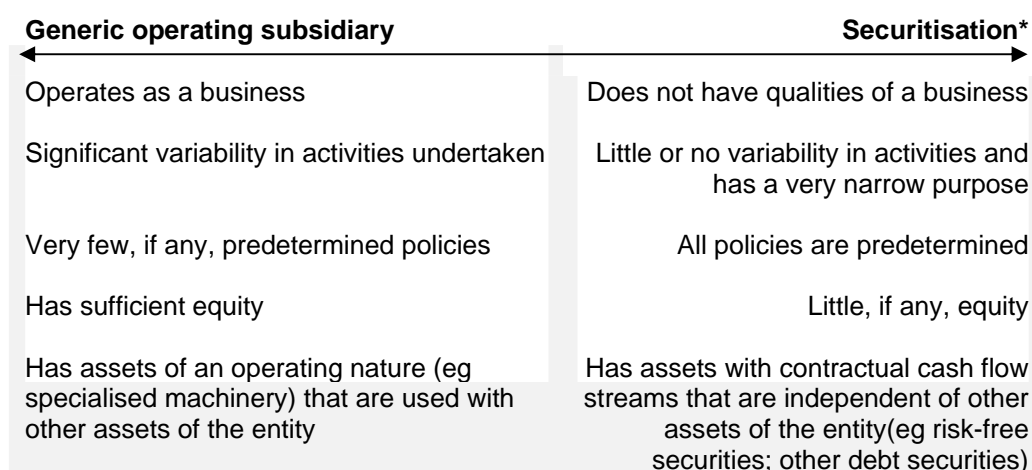 Generic operating subsidiary Securitisation*
Operates as a business Does not have qualities of a business
Significant variability in activities undertaken Little or no variability in activities and
has a very narrow purpose
Very few, if any, predetermined policies All policies are predetermined
Has sufficient equity Little, if any, equity
Has assets of an operating nature (eg Has assets with contractual cash flow
specialised machinery) that are used with streams that are independent of other
other assets of the entity assets of the entity(eg risk-free
securities; other debt securities)